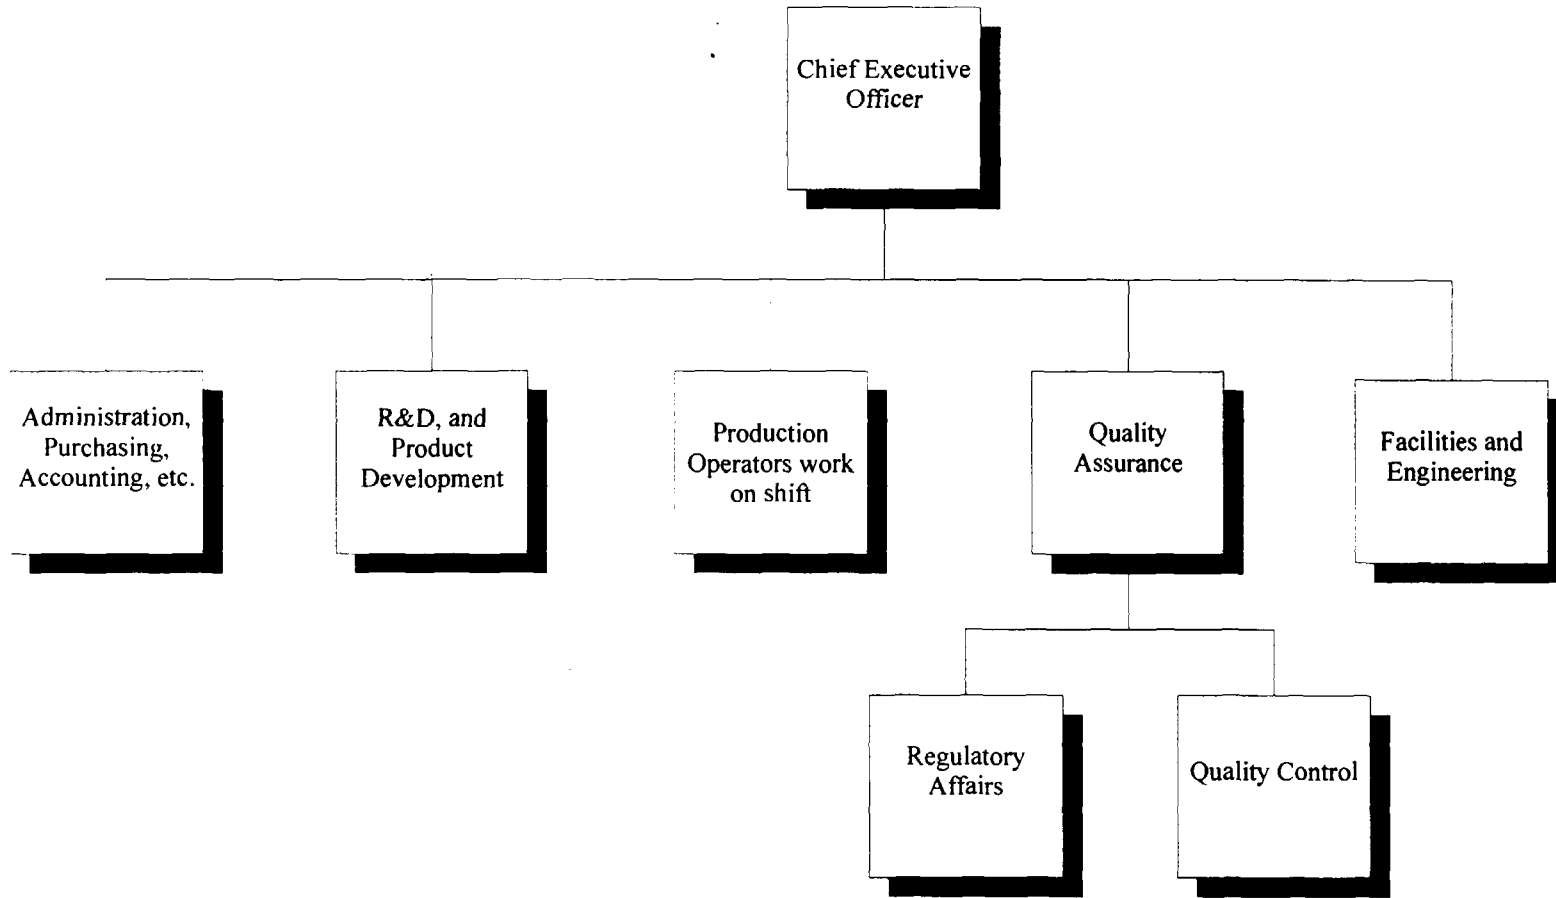 Chief Executive
Officer
Administration,
Purchasing,
Accounting, etc.
R&D, and
Product
Development
Production
Operators work
on shift
Quality
Assurance
Facilities and
Engineering
Regulatory
Affairs
Quality Control